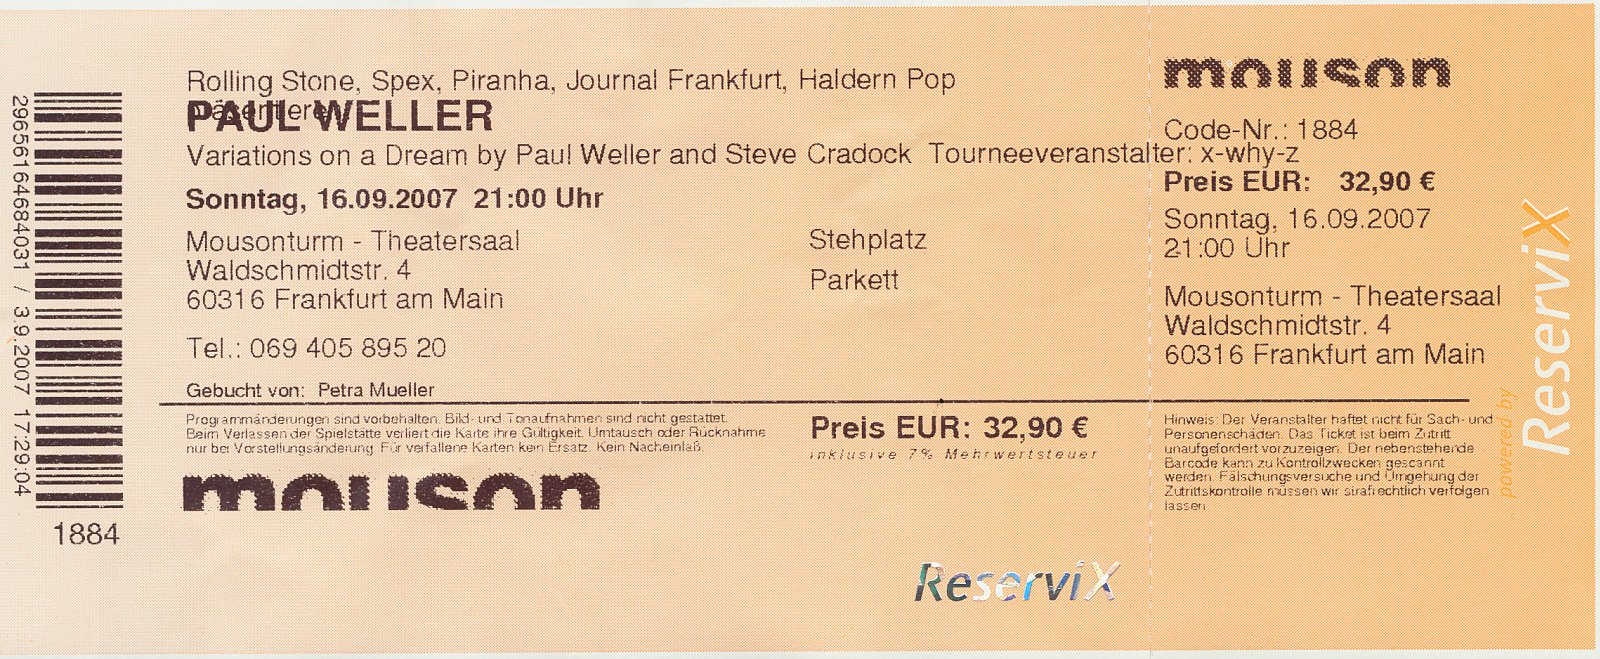 29656164684031 / 3.9.2007 17:29:04
1884
Rolling Stone, Spex, Piranha, Journal Frankfurt, Haldern Pop
präsentieren
PAUL WELLER
Variations on a Dream by Paul Weller and Steve Cradock Tourneeveranstalter: x-why-z
Sonntag, 16.09.2007 21:00 Uhr
Mousonturm - Theatersaal
Waldschmidtstr. 4
60316 Frankfurt am Main
Stehplatz
Parkett
Tel.: 069 405 895 20
Gebucht von: Petra Mueller
Programmänderungen sind vorbehalten. Bild- und Tonaufnahmen sind nicht gestattet.
Beim Verlassen der Spielstätte verliert die Karte ihre Gültigkeit. Umtausch oder Rücknahme
nur bei Vorstellungsänderung. Für verfallene Karten kein Ersatz. Kein Nacheinlaß.
Preis EUR: 32,90 €
inklusive 7% Mehrwertsteuer
mouson
ReserviX
mouson
Code-Nr.: 1884
Preis EUR: 32,90 €
Sonntag, 16.09.2007
21:00 Uhr
Mousonturm - Theatersaal
Waldschmidtstr. 4
60316 Frankfurt am Main
Hinweis: Der Veranstalter haftet nicht für Sach- und
Personenschäden. Das Ticket ist beim Zutritt
unaufgefordert vorzuzeigen. Der nebenstehende
Barcode kann zu Kontrollzwecken gescannt
werden. Fälschungsversuche und Umgehung der
Zutrittskontrolle müssen wir strafrechtlich verfolgen
lassen.
powered by
ReserviX